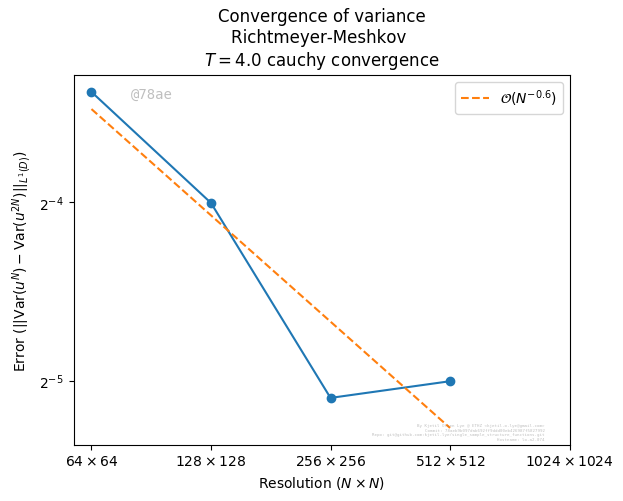 Convergence of variance
Richtmeyer-Meshkov
T = 4.0 cauchy convergence
@78ae
O(N^{-0.6})
2^{-4}
2^{-5}
Error (||Var(u^N) − Var(u^{2N})||_{L^1(D)})
64 × 64
128 × 128
256 × 256
512 × 512
1024 × 1024
Resolution (N × N)